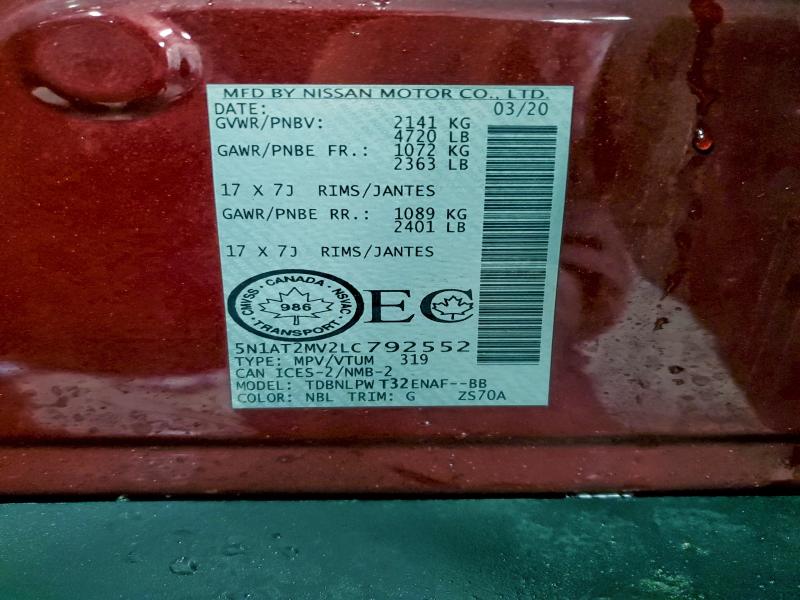 MFD BY NISSAN MOTOR CO., LTD.
DATE: 03/20
GVWR/PNBV: 2141 KG
4720 LB
GAWR/PNBE FR.: 1072 KG
2363 LB
17 X 7J RIMS/JANTES
GAWR/PNBE RR.: 1089 KG
2401 LB
17 X 7J RIMS/JANTES
CMVSS · CANADA · NSVAC
986
· TRANSPORT ·
EC
5N1AT2MV2LC792552
TYPE: MPV/VTUM 319
CAN ICES-2/NMB-2
MODEL: TDBNLPW T32ENAF--BB
COLOR: NBL TRIM: G ZS70A